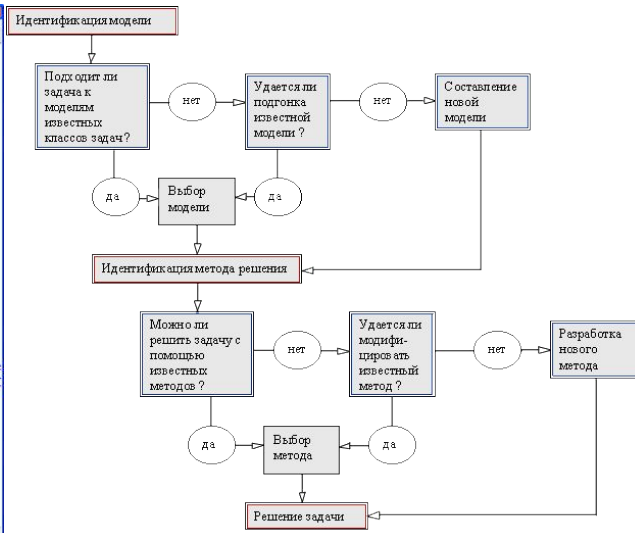 Идентификация модели
Подходит ли
задача к
моделям
известных
классов задач?
нет
Удается ли
подгонка
известной
модели ?
нет
Составление
новой
модели
да
Выбор
модели
да
Идентификация метода решения
Можно ли
решить задачу с
помощью
известных
методов ?
нет
Удается ли
модифи-
цировать
известный
метод ?
нет
Разработка
нового
метода
да
Выбор
метода
да
Решение задачи